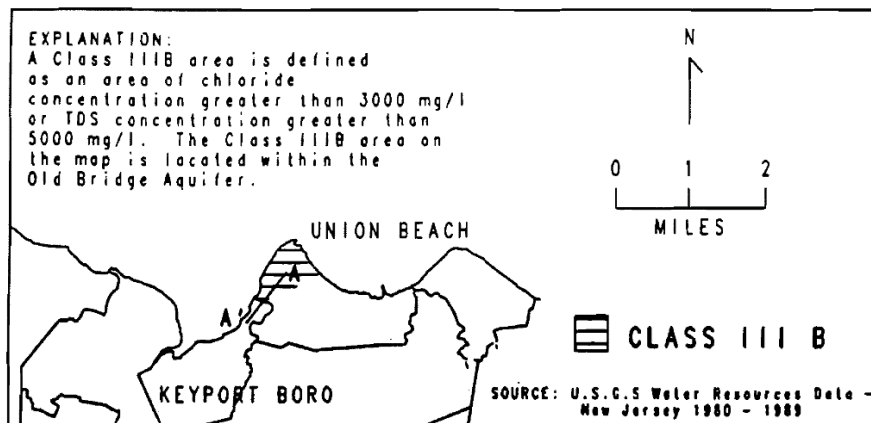 EXPLANATION:
A Class IIIB area is defined
as an area of chloride
concentration greater than 3000 mg/l
or TDS concentration greater than
5000 mg/l. The Class IIIB area on
the map is located within the
Old Bridge Aquifer.
N
0 1 2
MILES
UNION BEACH
A
A'
CLASS III B
KEYPORT BORO
SOURCE: U.S.G.S Water Resources Data -
New Jersey 1980 - 1989